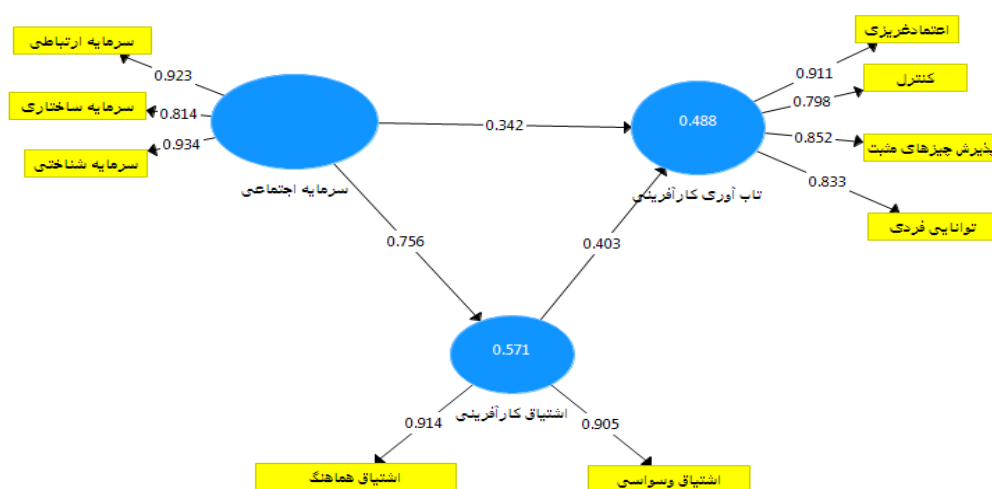 سرمایه ارتباطی
0.923
سرمایه ساختاری
0.814
سرمایه شناختی
0.934
سرمایه اجتماعی
0.342
0.756
0.488
تاب آوری کارآفرینی
اعتمادغریزی
0.911
کنترل
0.798
پذیرش چیزهای مثبت
0.852
توانایی فردی
0.833
0.403
0.571
اشتیاق کارآفرینی
0.914
0.905
اشتیاق هماهنگ
اشتیاق وسواسی